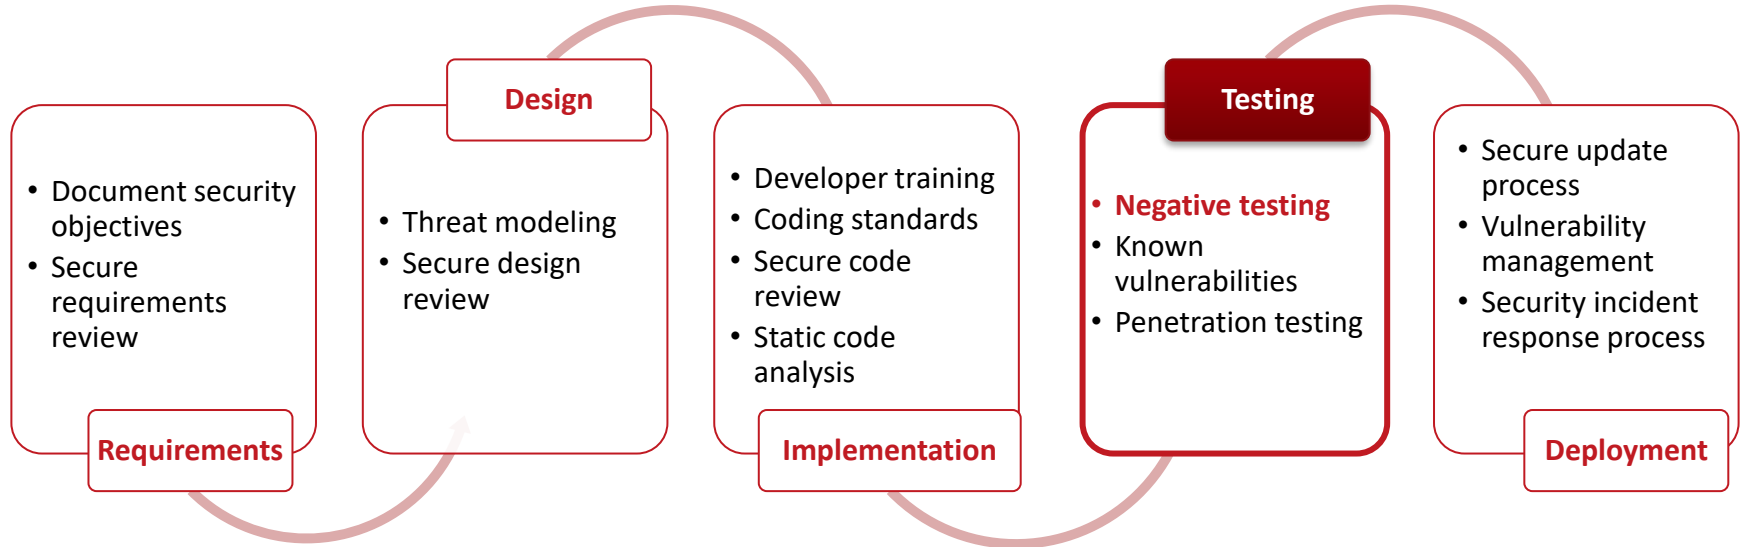 • Document security
objectives
• Secure
requirements
review
Requirements
Design
• Threat modeling
• Secure design
review
• Developer training
• Coding standards
• Secure code
review
• Static code
analysis
Implementation
Testing
• Negative testing
• Known
vulnerabilities
• Penetration testing
• Secure update
process
• Vulnerability
management
• Security incident
response process
Deployment